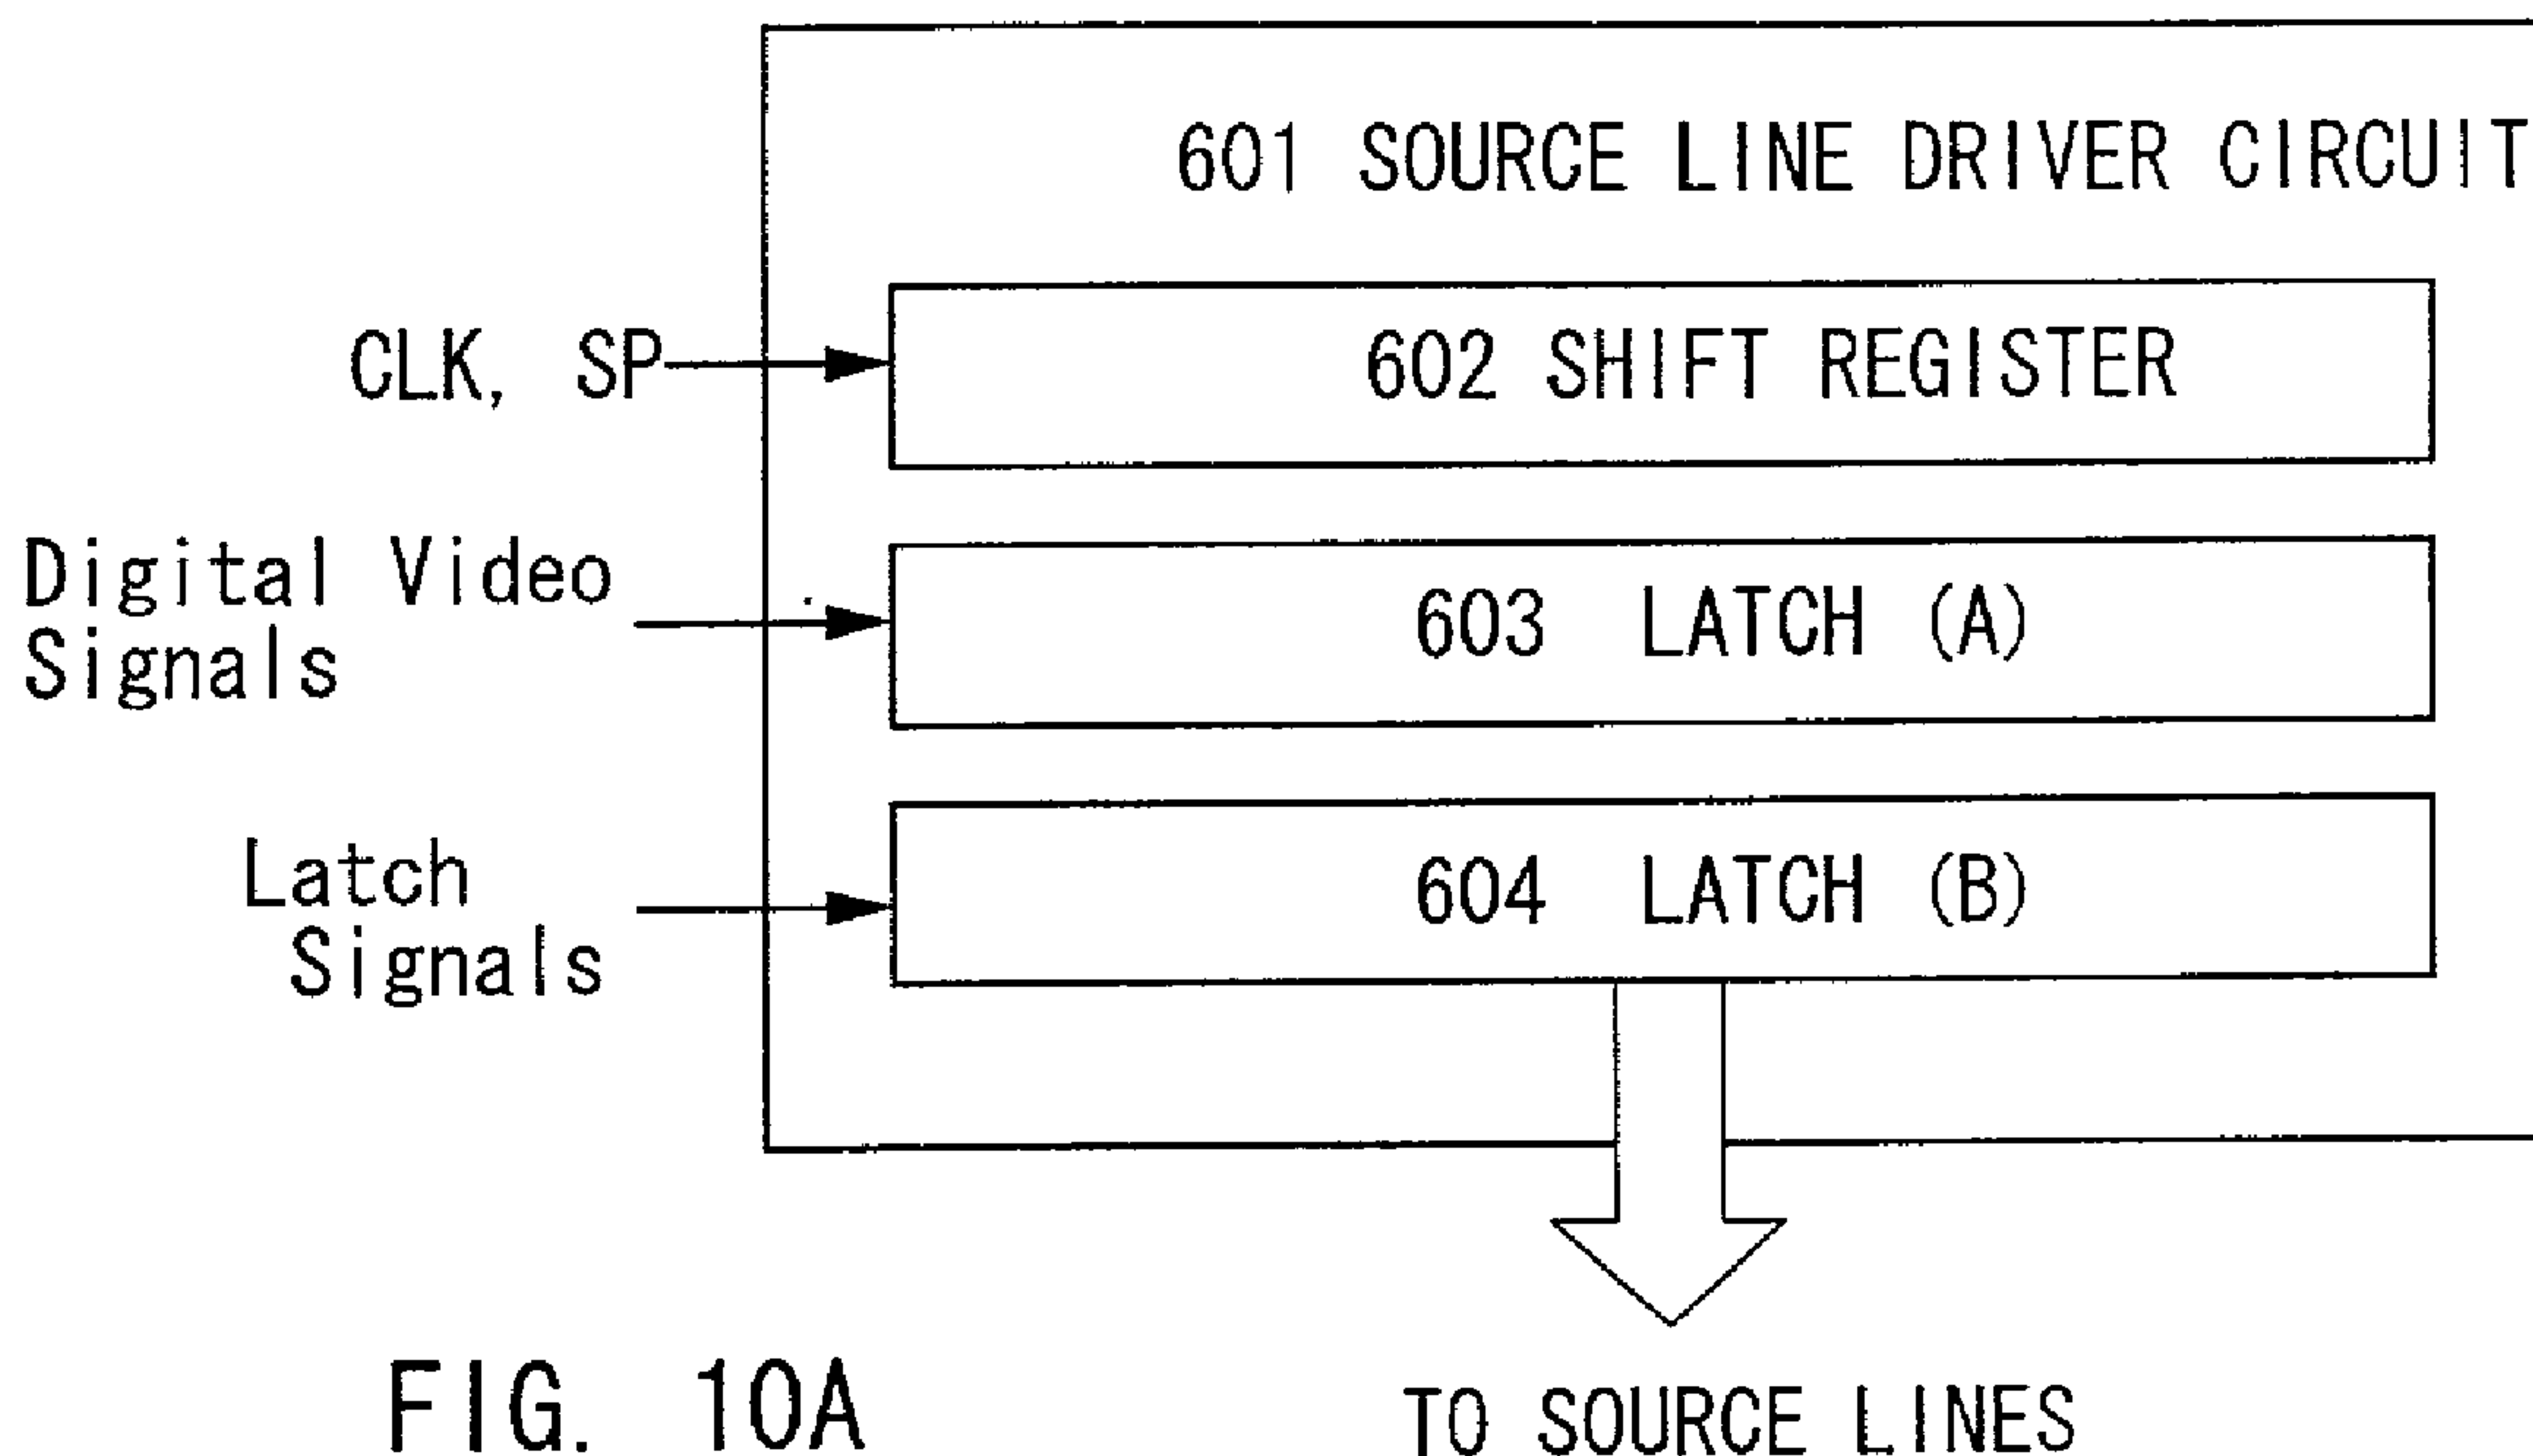 601 SOURCE LINE DRIVER CIRCUIT
CLK, SP
602 SHIFT REGISTER
Digital Video
Signals
603 LATCH (A)
Latch
Signals
604 LATCH (B)
FIG. 10A
TO SOURCE LINES